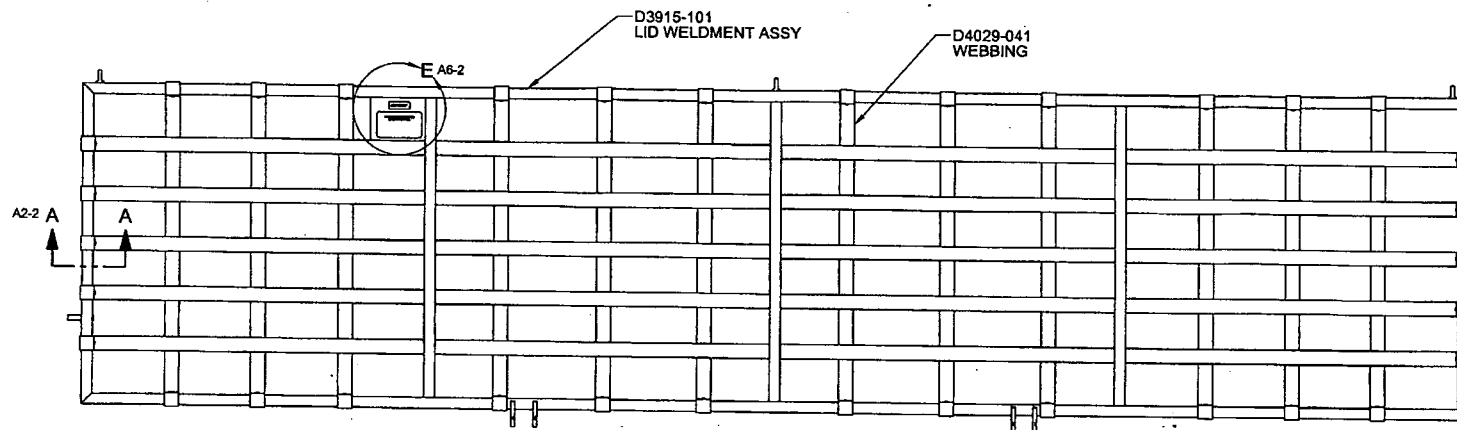 D3915-101
LID WELDMENT ASSY
D4029-041
WEBBING
E A6-2
A2-2 A
A